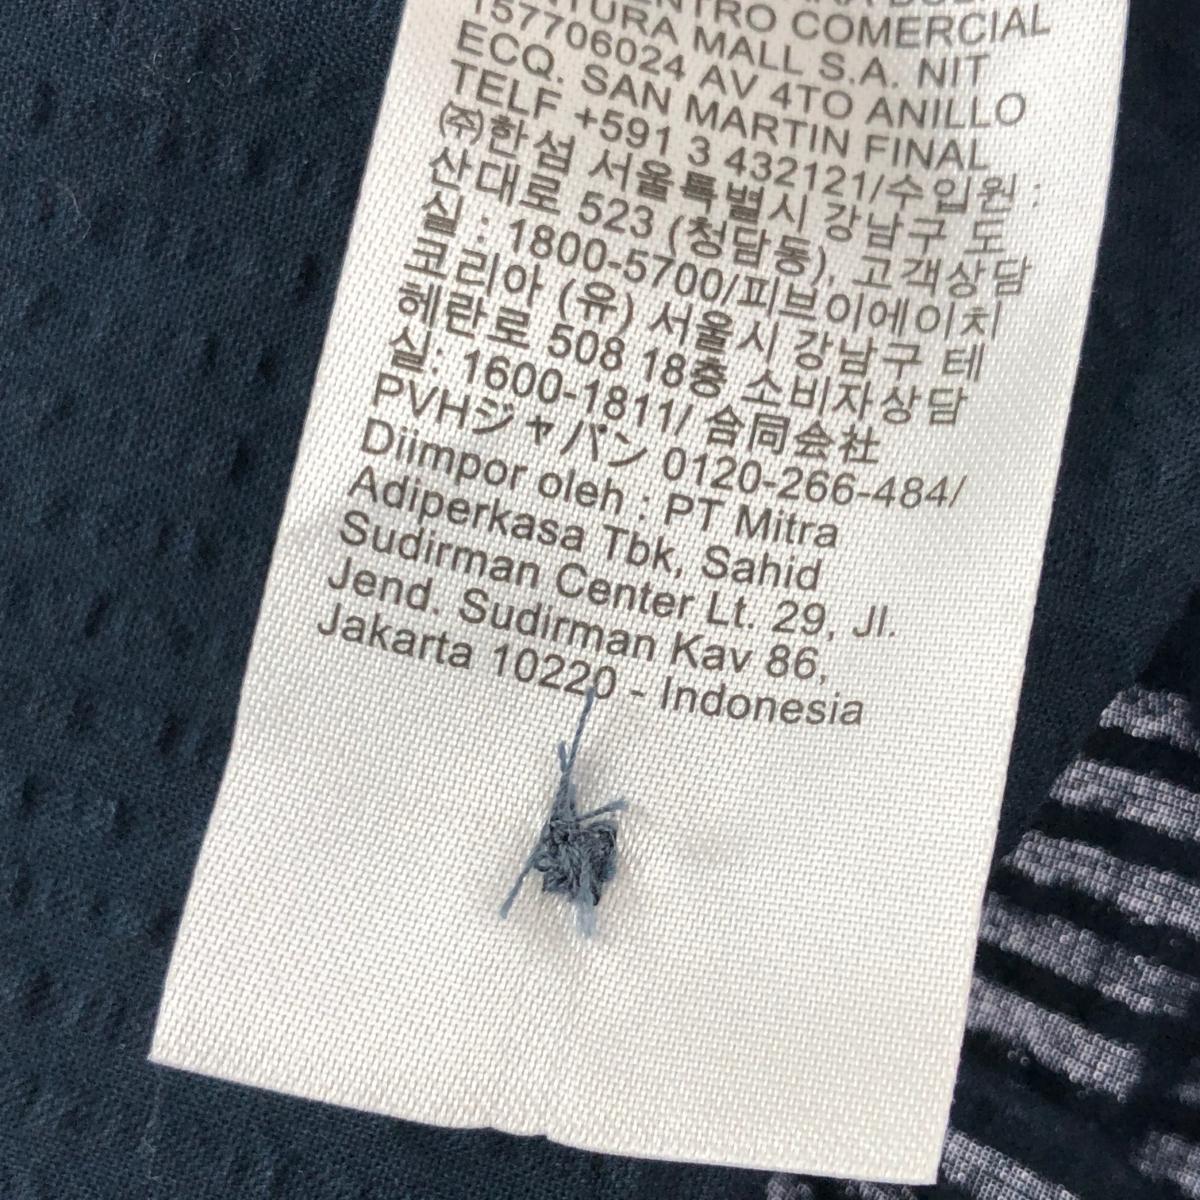 CENTRO COMERCIAL
VENTURA MALL S.A. NIT
157706024 AV 4TO ANILLO
ECQ. SAN MARTIN FINAL
TELF +591 3 432121/수입원 :
㈜한섬 서울특별시 강남구 도
산대로 523 (청담동), 고객상담
실 : 1800-5700/피브이에이치
코리아 (유) 서울시 강남구 테
헤란로 508 18층 소비자상담
실: 1600-1811/ 合同会社
PVHジャパン 0120-266-484/
Diimpor oleh : PT Mitra
Adiperkasa Tbk, Sahid
Sudirman Center Lt. 29, Jl.
Jend. Sudirman Kav 86,
Jakarta 10220 - Indonesia